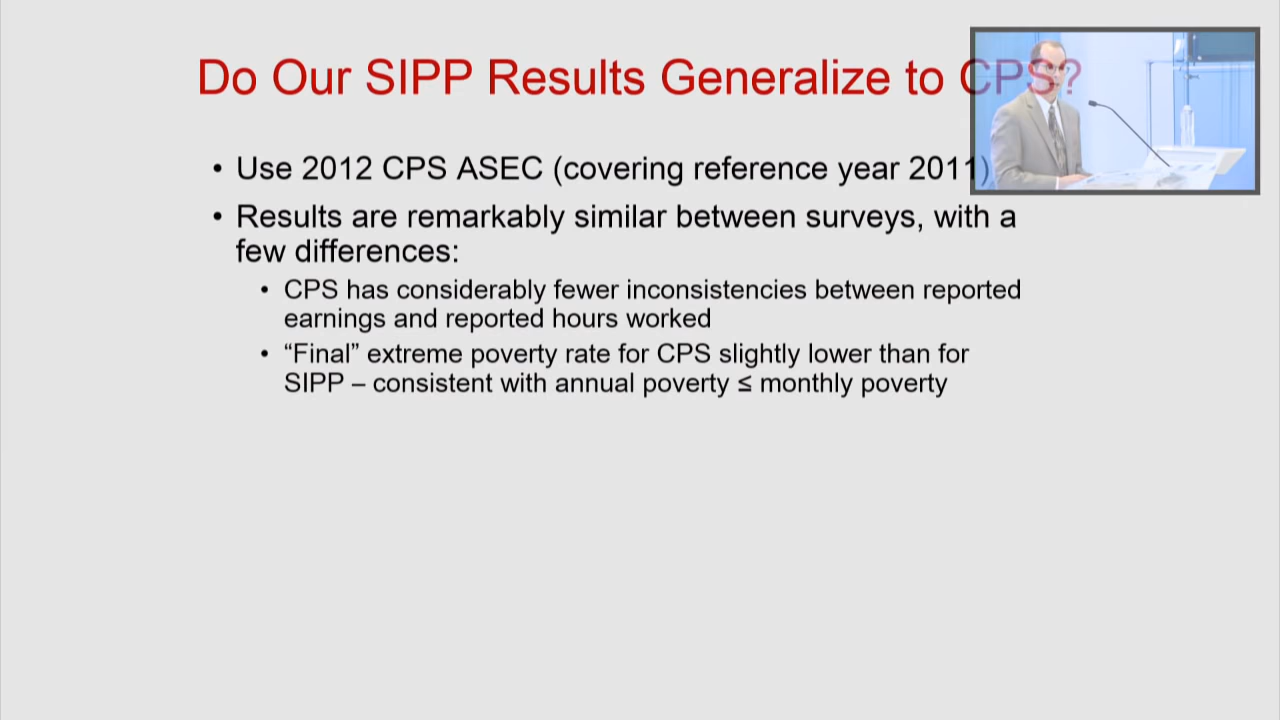 Do Our SIPP Results Generalize to CPS?
• Use 2012 CPS ASEC (covering reference year 2011)
• Results are remarkably similar between surveys, with a
few differences:
• CPS has considerably fewer inconsistencies between reported
earnings and reported hours worked
• “Final” extreme poverty rate for CPS slightly lower than for
SIPP – consistent with annual poverty ≤ monthly poverty